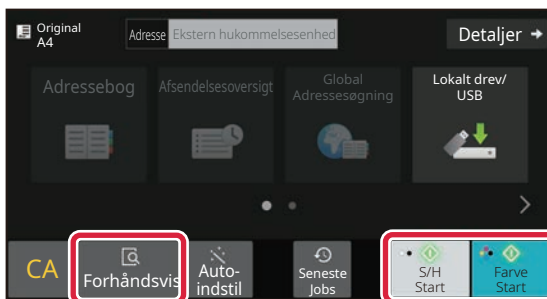 Original
A4
Adresse
Ekstern hukommelsesenhed
Detaljer
Adressebog
Afsendelsesoversigt
Global
Adressesøgning
Lokalt drev/
USB
CA
Forhåndsvis
Auto-
indstil
Seneste
Jobs
S/H
Start
Farve
Start